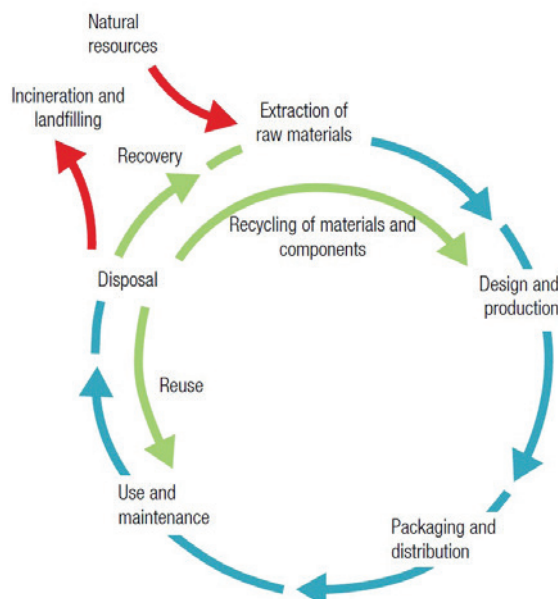 Natural
resources
Incineration and
landfilling
Extraction of
raw materials
Recovery
Recycling of materials and
components
Disposal
Design and
production
Reuse
Use and
maintenance
Packaging and
distribution